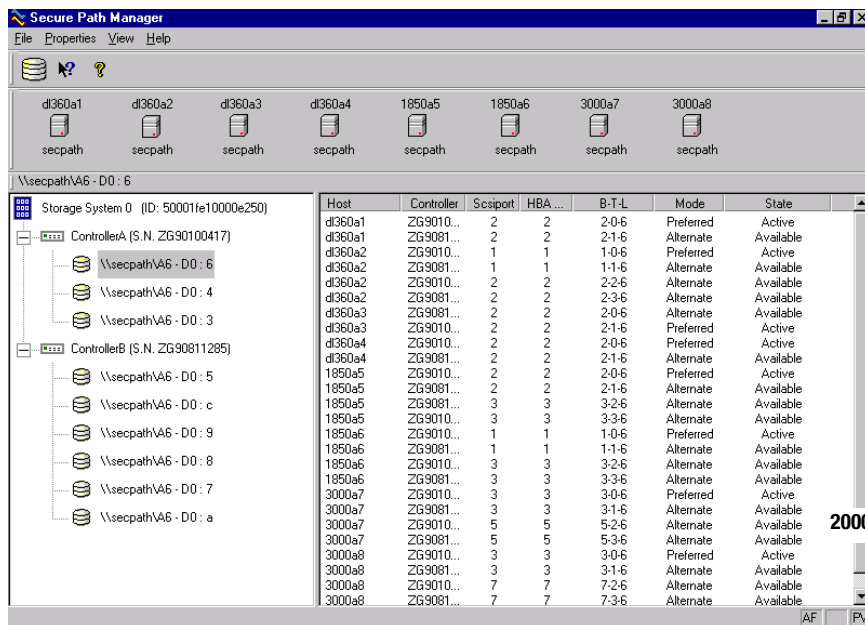 Secure Path Manager
File Properties View Help
dl360a1 dl360a2 dl360a3 dl360a4 1850a5 1850a6 3000a7 3000a8
secpath secpath secpath secpath secpath secpath secpath secpath
\\secpath\A6 - D0 : 6
Storage System 0 (ID: 50001fe10000e250)
ControllerA (S.N. ZG90100417)
\\secpath\A6 - D0 : 6
\\secpath\A6 - D0 : 4
\\secpath\A6 - D0 : 3
ControllerB (S.N. ZG90811285)
\\secpath\A6 - D0 : 5
\\secpath\A6 - D0 : c
\\secpath\A6 - D0 : 9
\\secpath\A6 - D0 : 8
\\secpath\A6 - D0 : 7
\\secpath\A6 - D0 : a
Host Controller Scsiport HBA ... B-T-L Mode State
dl360a1 ZG9010... 2 2 2-0-6 Preferred Active
dl360a1 ZG9081... 2 2 2-1-6 Alternate Available
dl360a2 ZG9010... 1 1 1-0-6 Preferred Active
dl360a2 ZG9081... 1 1 1-1-6 Alternate Available
dl360a2 ZG9010... 2 2 2-2-6 Alternate Available
dl360a2 ZG9081... 2 2 2-3-6 Alternate Available
dl360a3 ZG9081... 2 2 2-0-6 Alternate Available
dl360a3 ZG9010... 2 2 2-1-6 Preferred Active
dl360a4 ZG9010... 2 2 2-0-6 Preferred Active
dl360a4 ZG9081... 2 2 2-1-6 Alternate Available
1850a5 ZG9010... 2 2 2-0-6 Preferred Active
1850a5 ZG9081... 2 2 2-1-6 Alternate Available
1850a5 ZG9081... 3 3 3-2-6 Alternate Available
1850a5 ZG9010... 3 3 3-3-6 Alternate Available
1850a6 ZG9010... 1 1 1-0-6 Preferred Active
1850a6 ZG9081... 1 1 1-1-6 Alternate Available
1850a6 ZG9010... 3 3 3-2-6 Alternate Available
1850a6 ZG9081... 3 3 3-3-6 Alternate Available
3000a7 ZG9010... 3 3 3-0-6 Preferred Active
3000a7 ZG9081... 3 3 3-1-6 Alternate Available
3000a7 ZG9010... 5 5 5-2-6 Alternate Available
3000a7 ZG9081... 5 5 5-3-6 Alternate Available
3000a8 ZG9010... 3 3 3-0-6 Preferred Active
3000a8 ZG9081... 3 3 3-1-6 Alternate Available
3000a8 ZG9010... 7 7 7-2-6 Alternate Available
3000a8 ZG9081... 7 7 7-3-6 Alternate Available
2000
AF